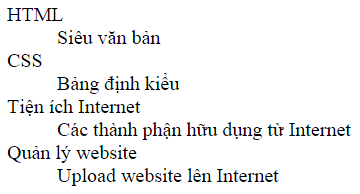 HTML
Siêu văn bản
CSS
Bảng định kiểu
Tiện ích Internet
Các thành phận hữu dụng từ Internet
Quản lý website
Upload website lên Internet